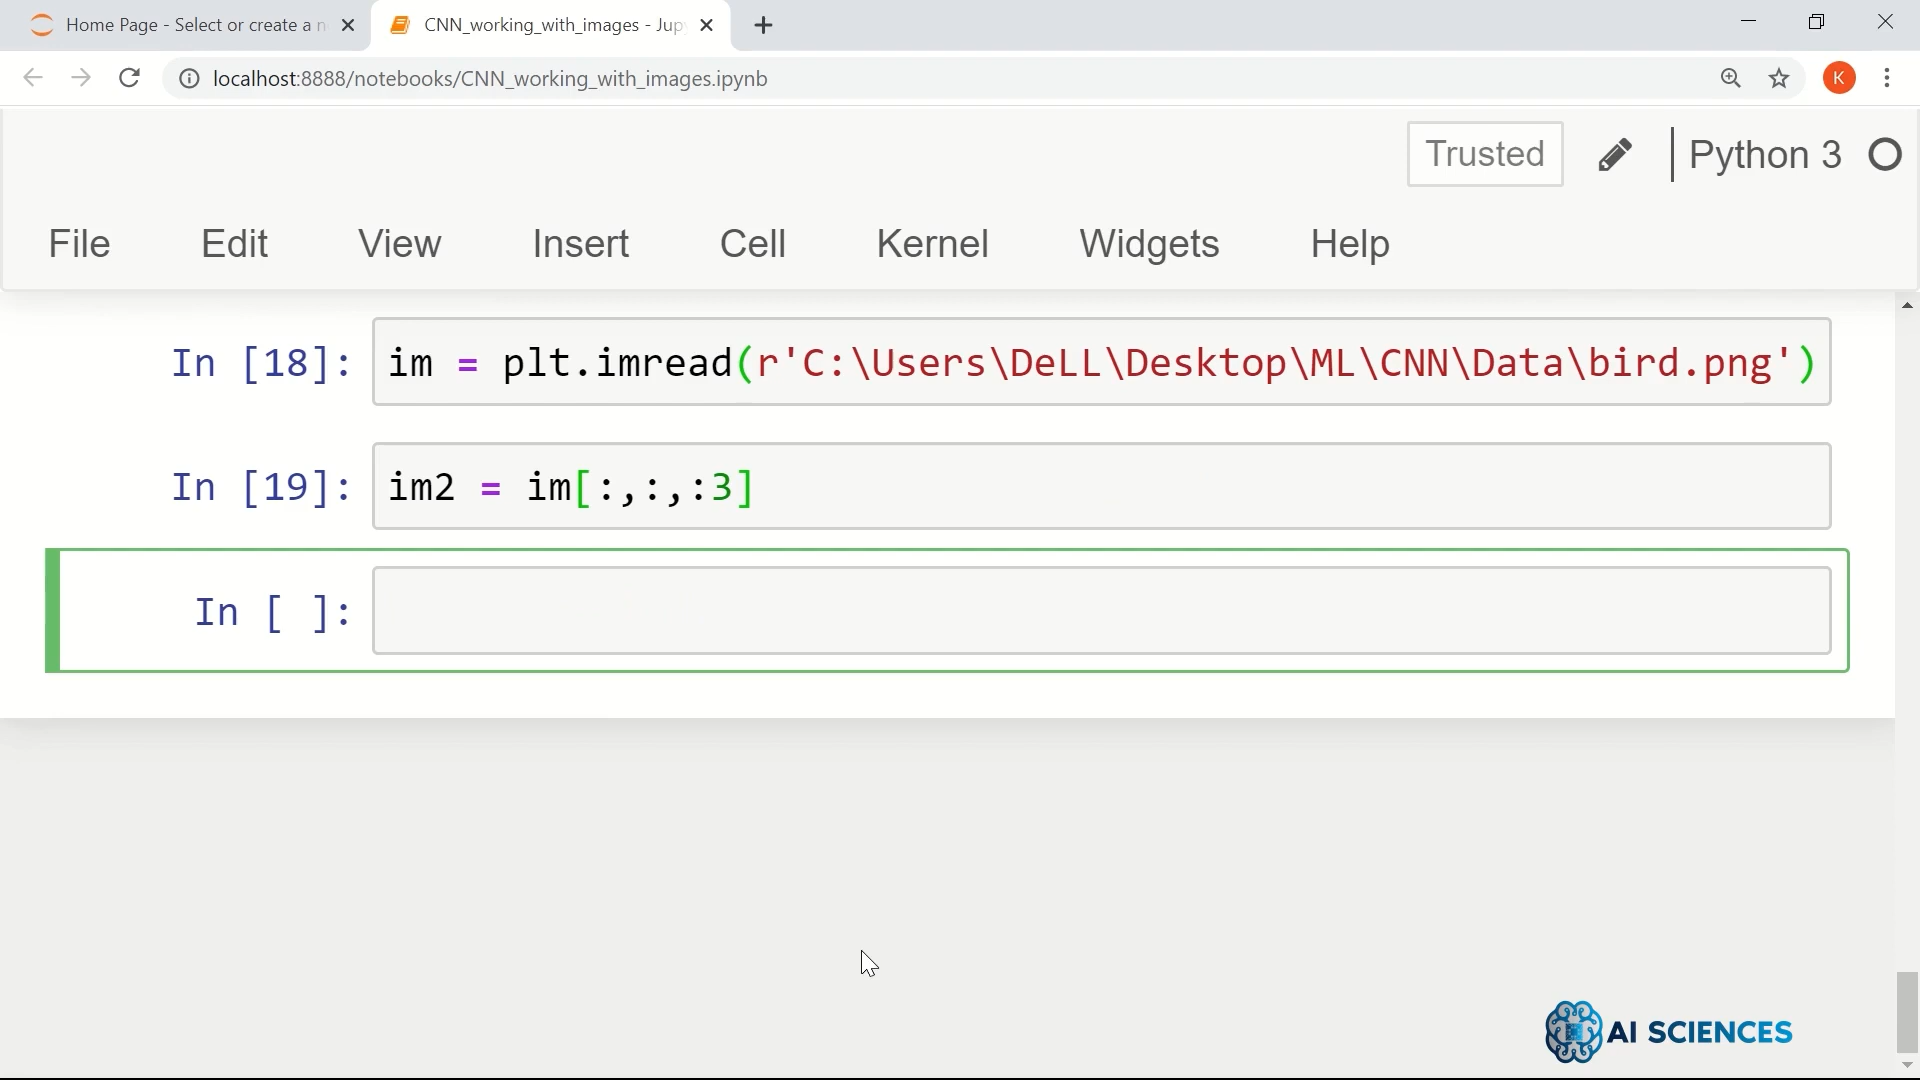 Home Page - Select or create a n
CNN_working_with_images - Jup
localhost:8888/notebooks/CNN_working_with_images.ipynb
K
Trusted
Python 3
File Edit View Insert Cell Kernel Widgets Help
In [18]: im = plt.imread(r'C:\Users\DeLL\Desktop\ML\CNN\Data\bird.png')
In [19]: im2 = im[:,:,:3]
In [ ]:
AI SCIENCES